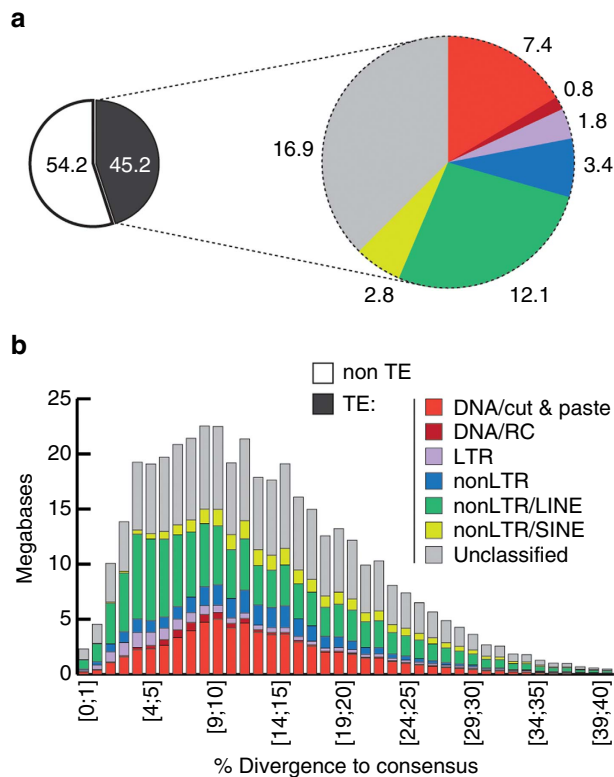 a
54.2
45.2
7.4
0.8
1.8
3.4
12.1
2.8
16.9
b
non TE
TE:
DNA/cut & paste
DNA/RC
LTR
nonLTR
nonLTR/LINE
nonLTR/SINE
Unclassified
Megabases
25
20
15
10
5
0
[0;1]
[4;5]
[9;10]
[14;15]
[19;20]
[24;25]
[29;30]
[34;35]
[39;40]
% Divergence to consensus